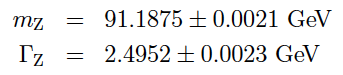 m_Z = 91.1875 ± 0.0021 GeV
Γ_Z = 2.4952 ± 0.0023 GeV